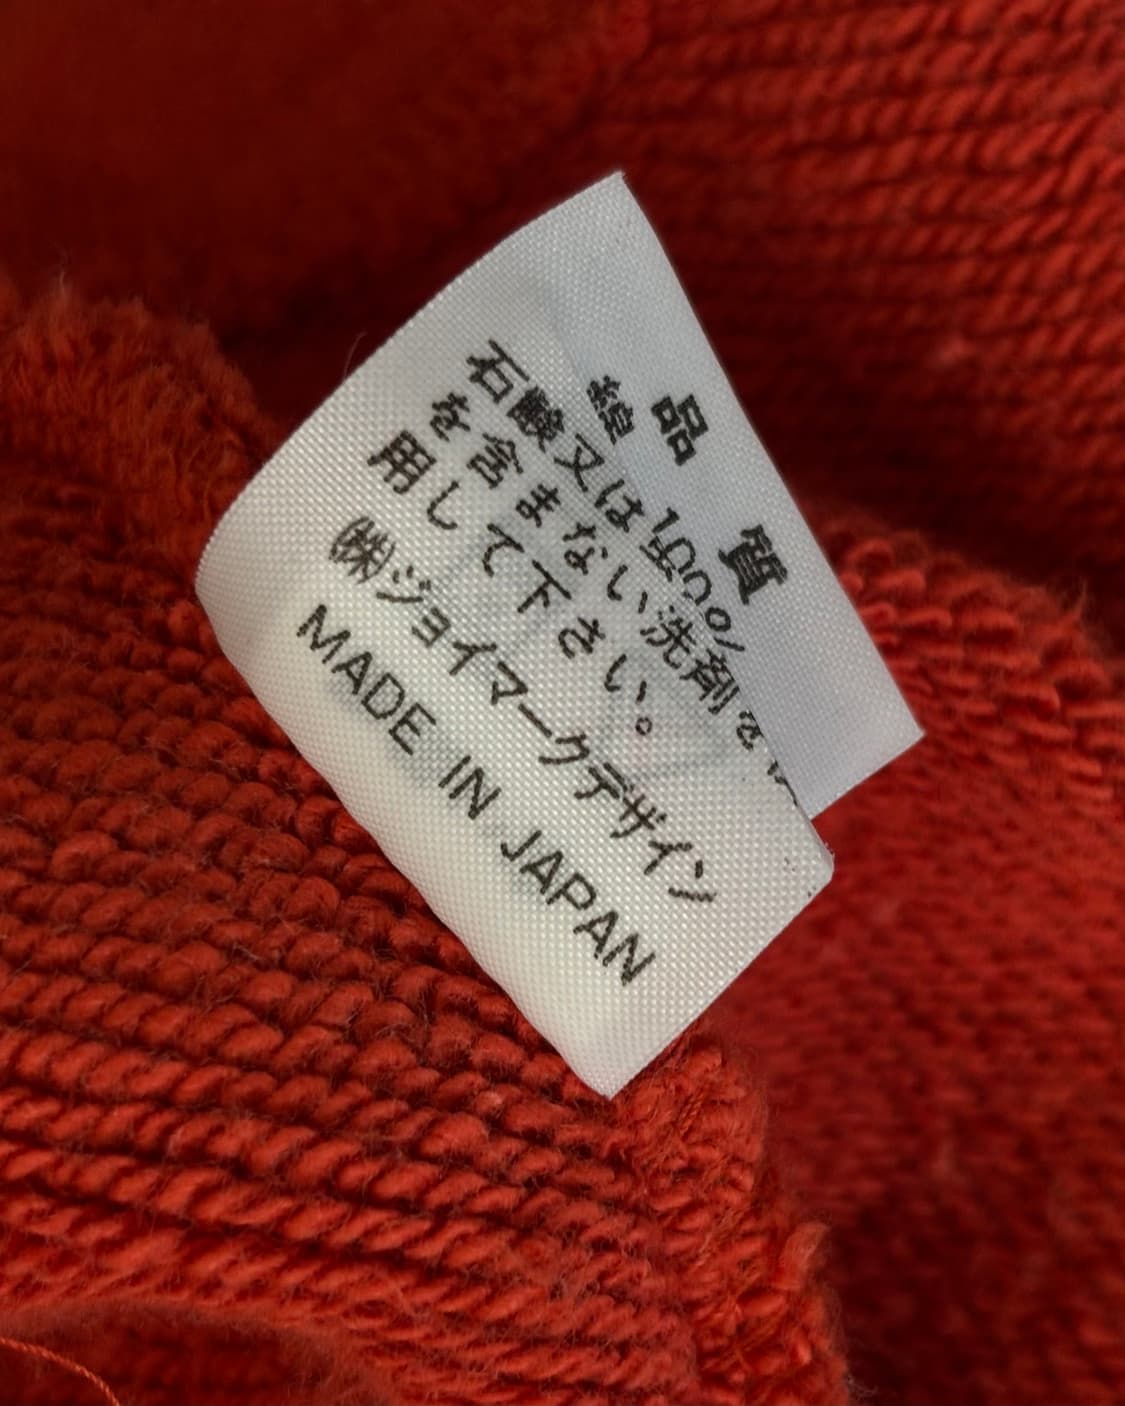 品 質
綿 100%
石鹸又は
を含まない洗剤を
用して下さい。
㈱ジョイマークデザイン
MADE IN JAPAN